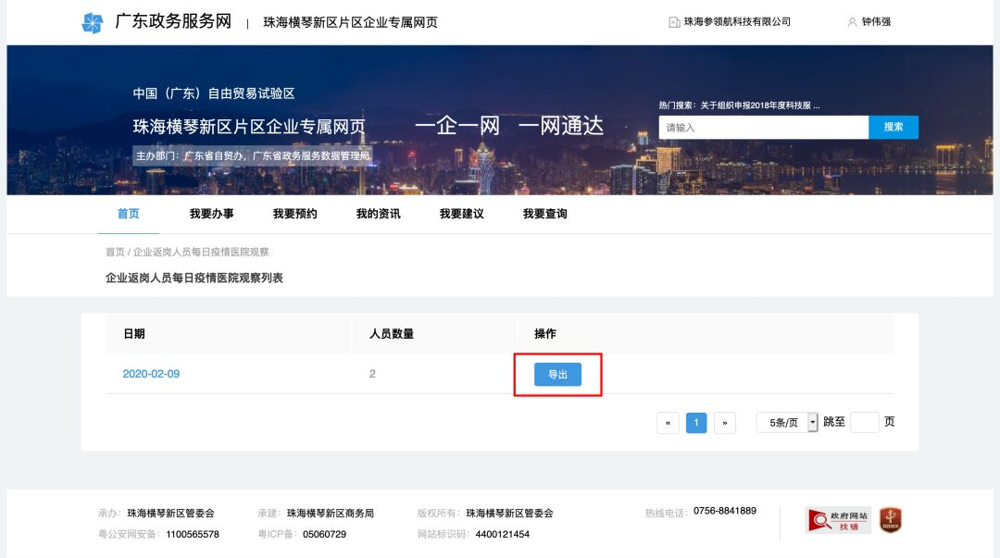 广东政务服务网 | 珠海横琴新区片区企业专属网页 珠海参领航科技有限公司 钟伟强
中国（广东）自由贸易试验区
珠海横琴新区片区企业专属网页
一企一网 一网通达
主办部门：广东省自贸办，广东省政务服务数据管理局
热门搜索：关于组织申报2018年度科技服 ...
请输入 搜索
首页 我要办事 我要预约 我的资讯 我要建议 我要查询
首页 / 企业返岗人员每日疫情医院观察
企业返岗人员每日疫情医院观察列表
日期 人员数量 操作
2020-02-09 2 导出
« 1 » 5条/页 跳至 页
承办： 珠海横琴新区管委会 承建： 珠海横琴新区商务局 版权所有： 珠海横琴新区管委会 热线电话： 0756-8841889
粤公安网安备： 1100565578 粤ICP备： 05060729 网站标识码： 4400121454
政府网站
找错